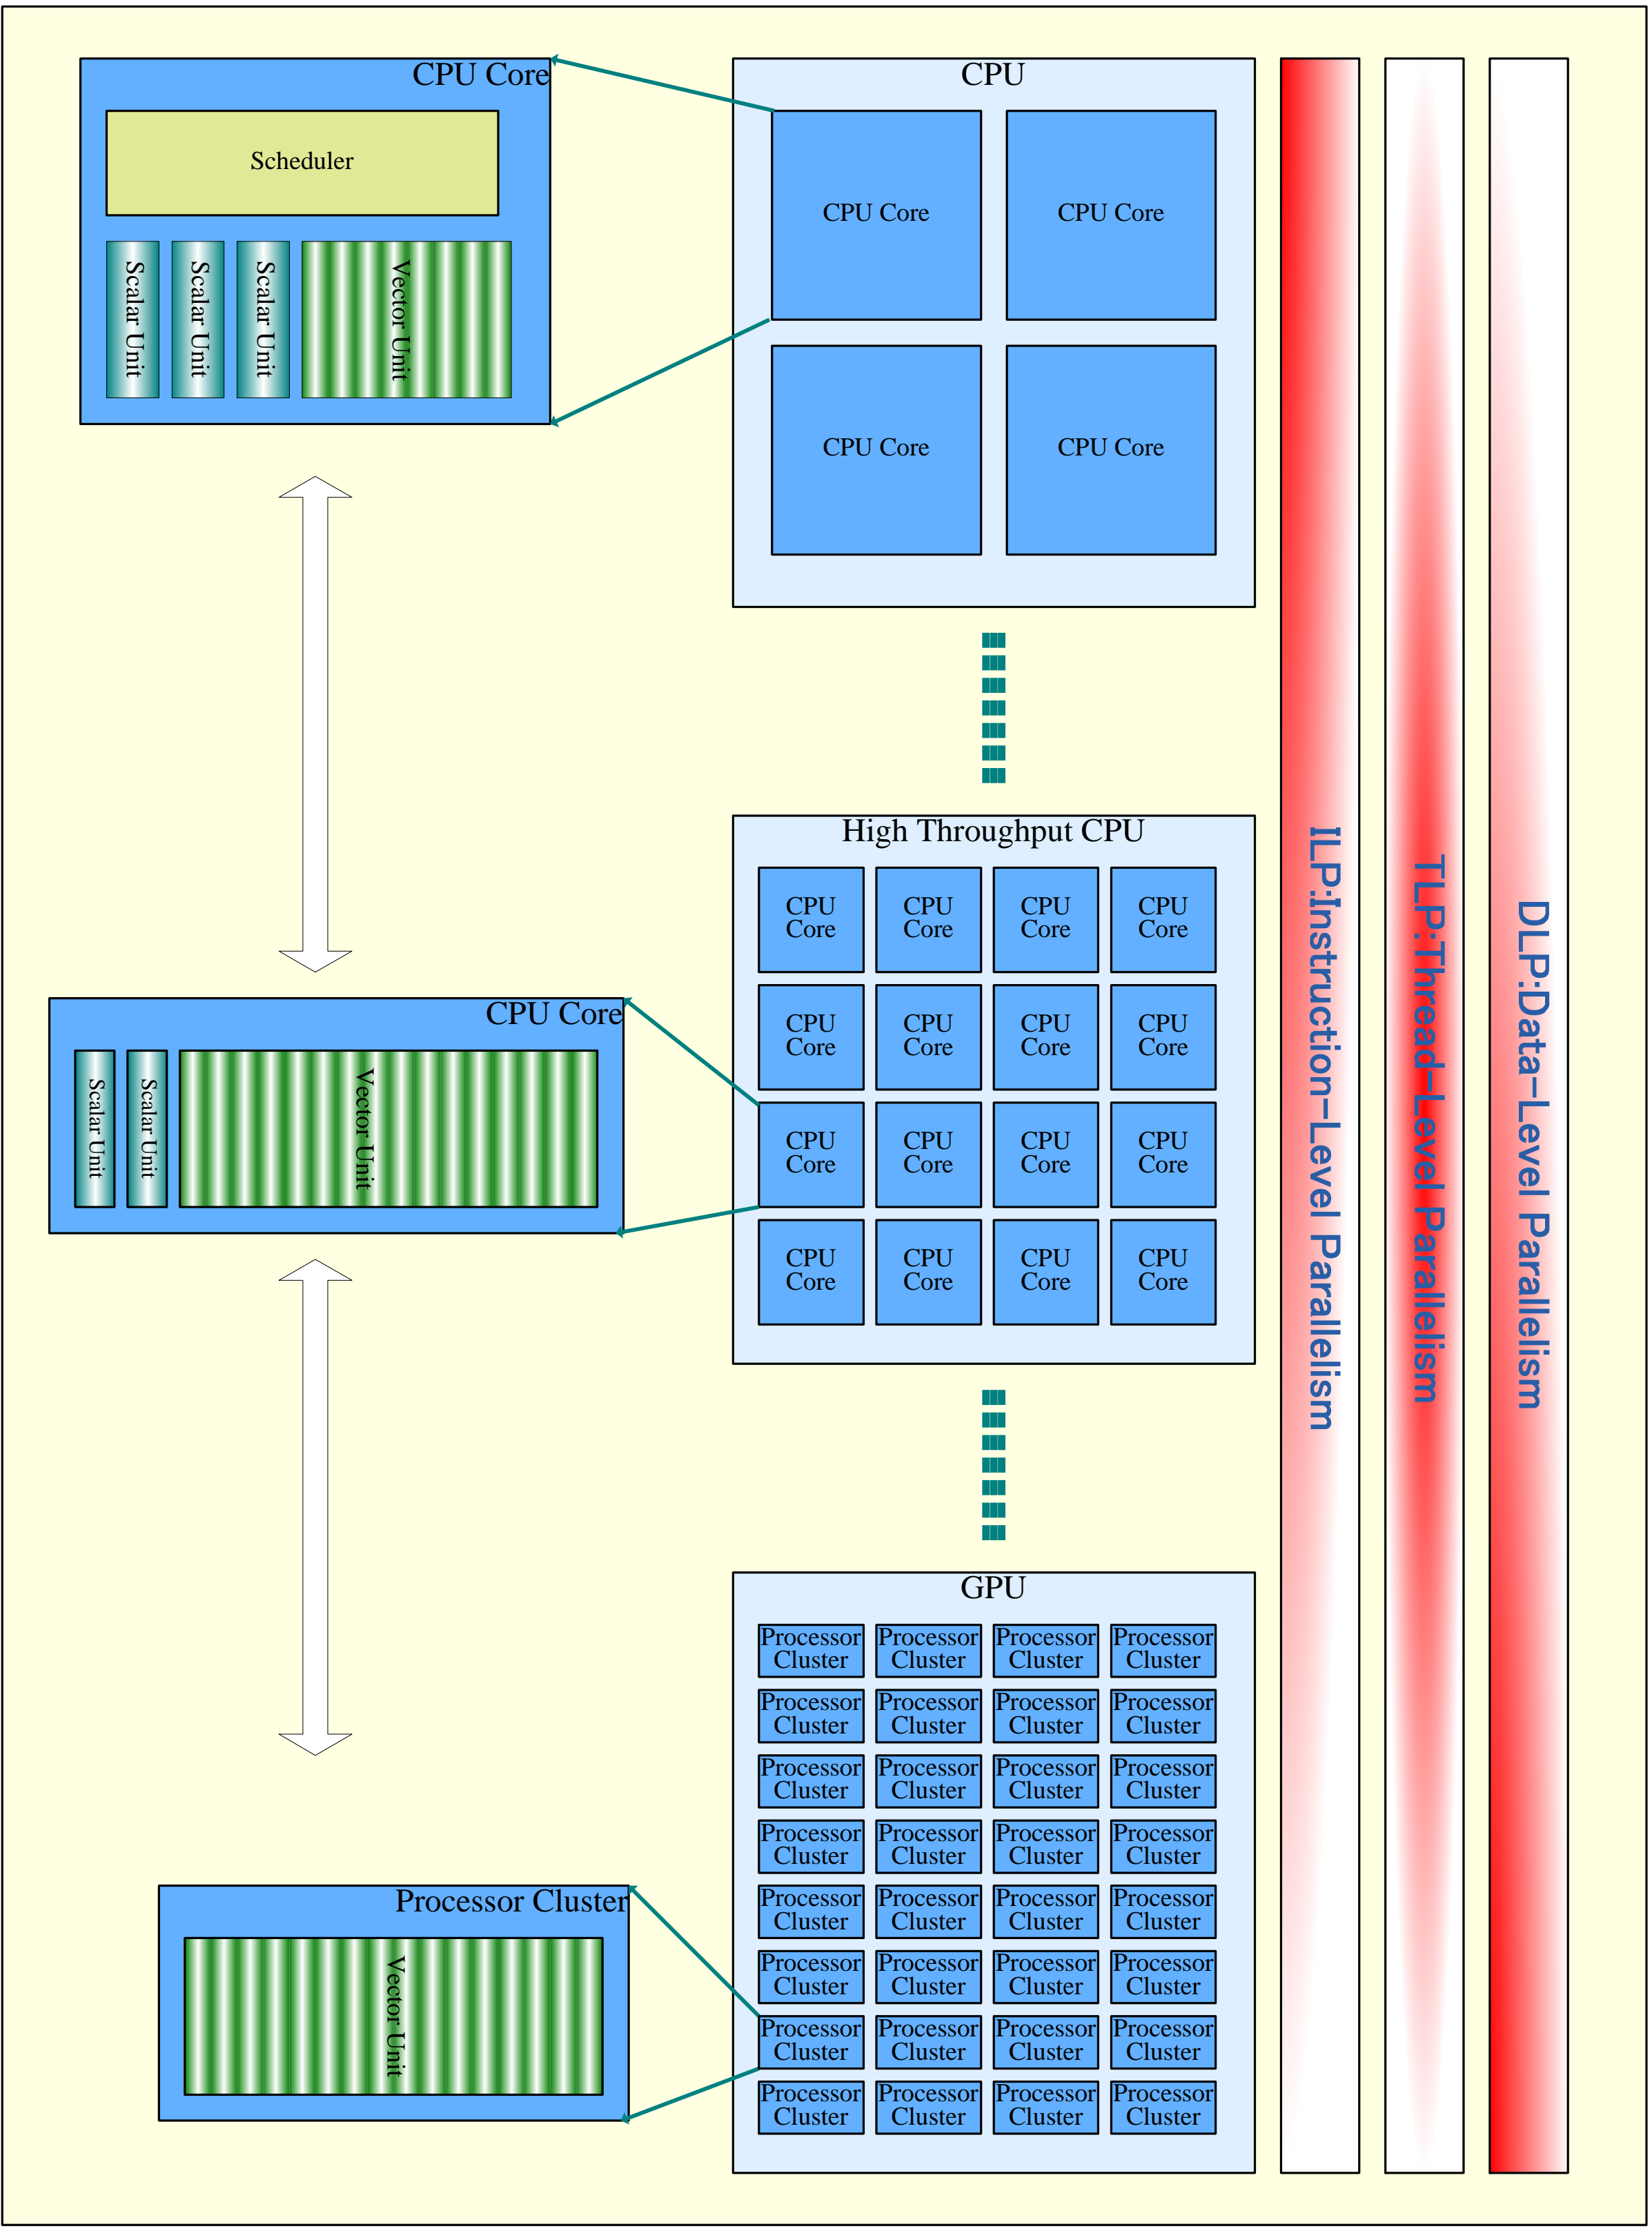 CPU Core
Scheduler
Scalar Unit
Scalar Unit
Scalar Unit
Vector Unit
CPU
CPU Core
CPU Core
CPU Core
CPU Core
CPU Core
Scalar Unit
Scalar Unit
Vector Unit
High Throughput CPU
CPU
Core
CPU
Core
CPU
Core
CPU
Core
CPU
Core
CPU
Core
CPU
Core
CPU
Core
CPU
Core
CPU
Core
CPU
Core
CPU
Core
CPU
Core
CPU
Core
CPU
Core
CPU
Core
Processor Cluster
Vector Unit
GPU
Processor
Cluster
Processor
Cluster
Processor
Cluster
Processor
Cluster
Processor
Cluster
Processor
Cluster
Processor
Cluster
Processor
Cluster
Processor
Cluster
Processor
Cluster
Processor
Cluster
Processor
Cluster
Processor
Cluster
Processor
Cluster
Processor
Cluster
Processor
Cluster
Processor
Cluster
Processor
Cluster
Processor
Cluster
Processor
Cluster
Processor
Cluster
Processor
Cluster
Processor
Cluster
Processor
Cluster
Processor
Cluster
Processor
Cluster
Processor
Cluster
Processor
Cluster
Processor
Cluster
Processor
Cluster
Processor
Cluster
Processor
Cluster
ILP:Instruction-Level Parallelism
TLP:Thread-Level Parallelism
DLP:Data-Level Parallelism